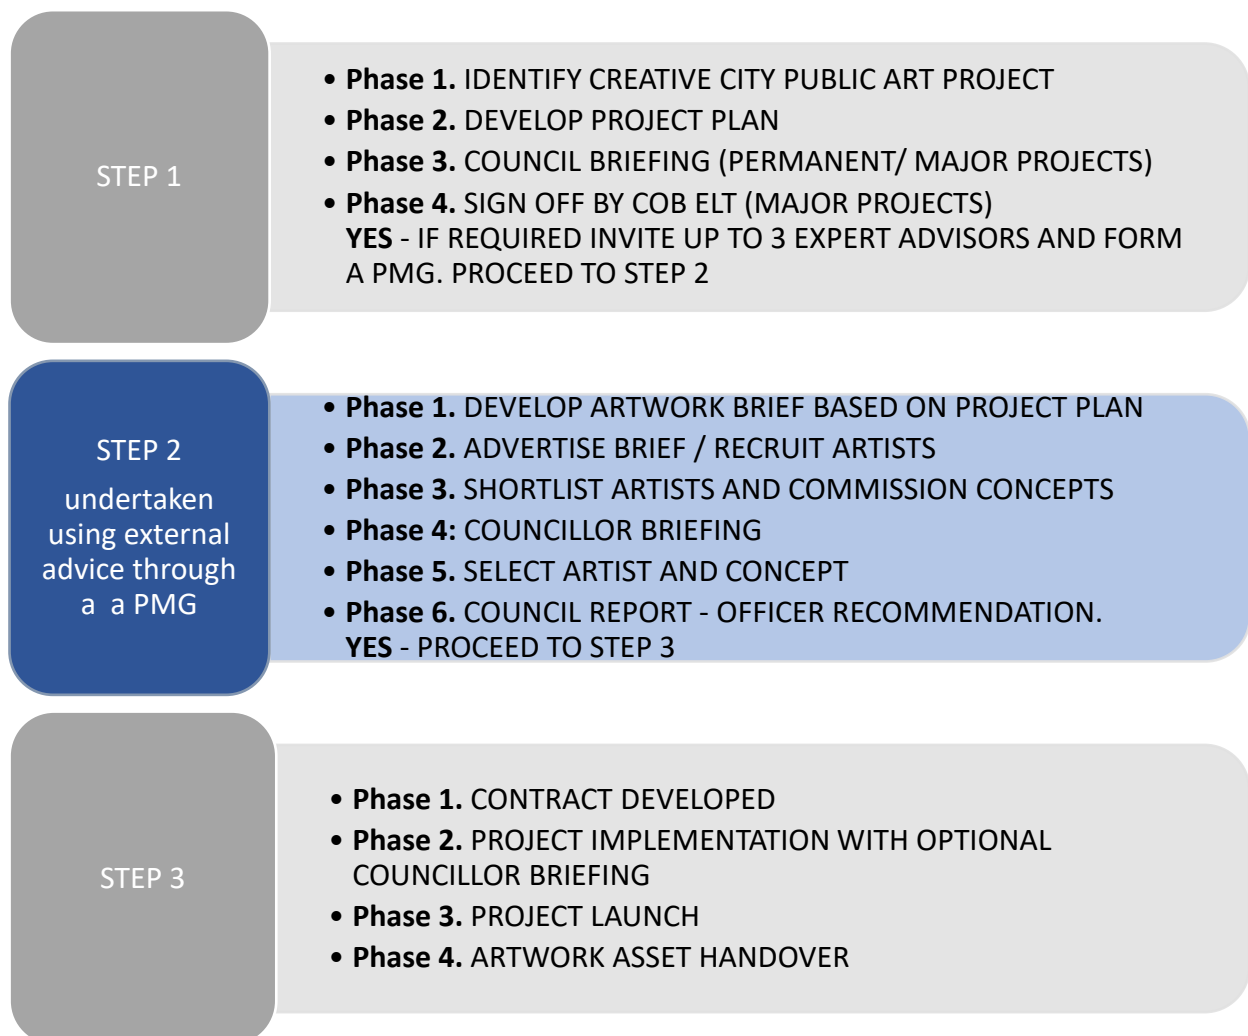 STEP 1
• Phase 1. IDENTIFY CREATIVE CITY PUBLIC ART PROJECT
• Phase 2. DEVELOP PROJECT PLAN
• Phase 3. COUNCIL BRIEFING (PERMANENT/ MAJOR PROJECTS)
• Phase 4. SIGN OFF BY COB ELT (MAJOR PROJECTS)
YES - IF REQUIRED INVITE UP TO 3 EXPERT ADVISORS AND FORM
A PMG. PROCEED TO STEP 2
STEP 2
undertaken
using external
advice through
a a PMG
• Phase 1. DEVELOP ARTWORK BRIEF BASED ON PROJECT PLAN
• Phase 2. ADVERTISE BRIEF / RECRUIT ARTISTS
• Phase 3. SHORTLIST ARTISTS AND COMMISSION CONCEPTS
• Phase 4: COUNCILLOR BRIEFING
• Phase 5. SELECT ARTIST AND CONCEPT
• Phase 6. COUNCIL REPORT - OFFICER RECOMMENDATION.
YES - PROCEED TO STEP 3
STEP 3
• Phase 1. CONTRACT DEVELOPED
• Phase 2. PROJECT IMPLEMENTATION WITH OPTIONAL
COUNCILLOR BRIEFING
• Phase 3. PROJECT LAUNCH
• Phase 4. ARTWORK ASSET HANDOVER